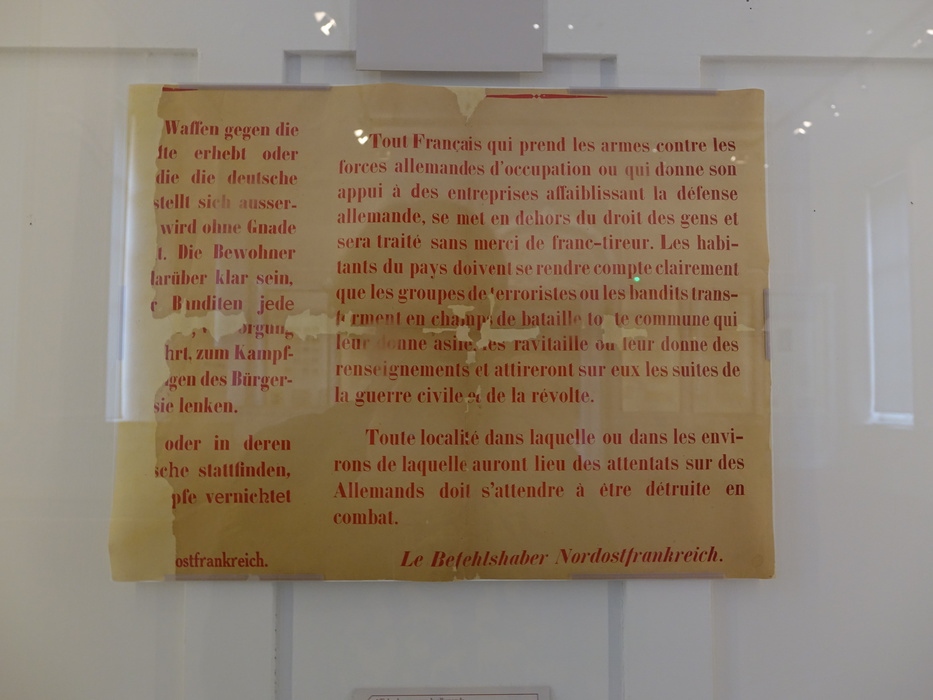 Waffen gegen die
erhebt oder
die die deutsche
stellt sich ausser-
wird ohne Gnade
Die Bewohner
darüber klar sein,
Banditen jede
zum Kampf-
des Bürger-
sie lenken.
oder in deren
stattfinden,
vernichtet
ostfrankreich.
Tout Français qui prend les armes contre les
forces allemandes d'occupation ou qui donne son
appui à des entreprises affaiblissant la défense
allemande, se met en dehors du droit des gens et
sera traité sans merci de franc-tireur. Les habi-
tants du pays doivent se rendre compte clairement
que les groupes de terroristes ou les bandits trans-
forment en champs de bataille toute commune qui
leur donne asile, les ravitaille ou leur donne des
renseignements et attireront sur eux les suites de
la guerre civile et de la révolte.
Toute localité dans laquelle ou dans les envi-
rons de laquelle auront lieu des attentats sur des
Allemands doit s'attendre à être détruite en
combat.
Le Befehlshaber Nordostfrankreich.